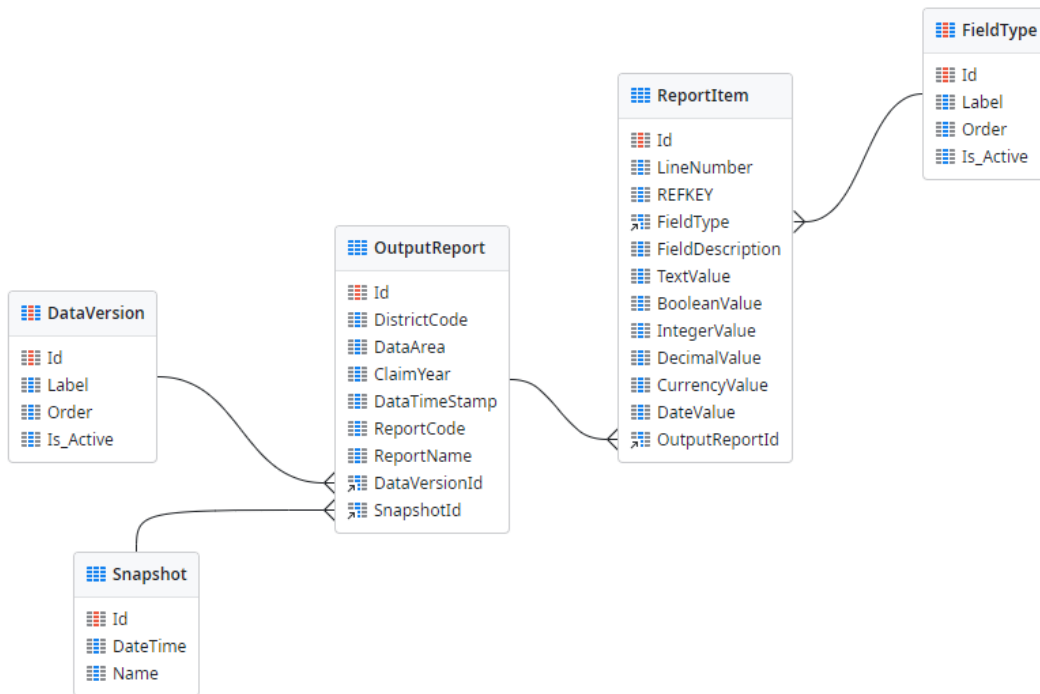 FieldType
Id
Label
Order
Is_Active
ReportItem
Id
LineNumber
REFKEY
FieldType
FieldDescription
TextValue
BooleanValue
IntegerValue
DecimalValue
CurrencyValue
DateValue
OutputReportId
OutputReport
Id
DistrictCode
DataArea
ClaimYear
DataTimeStamp
ReportCode
ReportName
DataVersionId
SnapshotId
DataVersion
Id
Label
Order
Is_Active
Snapshot
Id
DateTime
Name